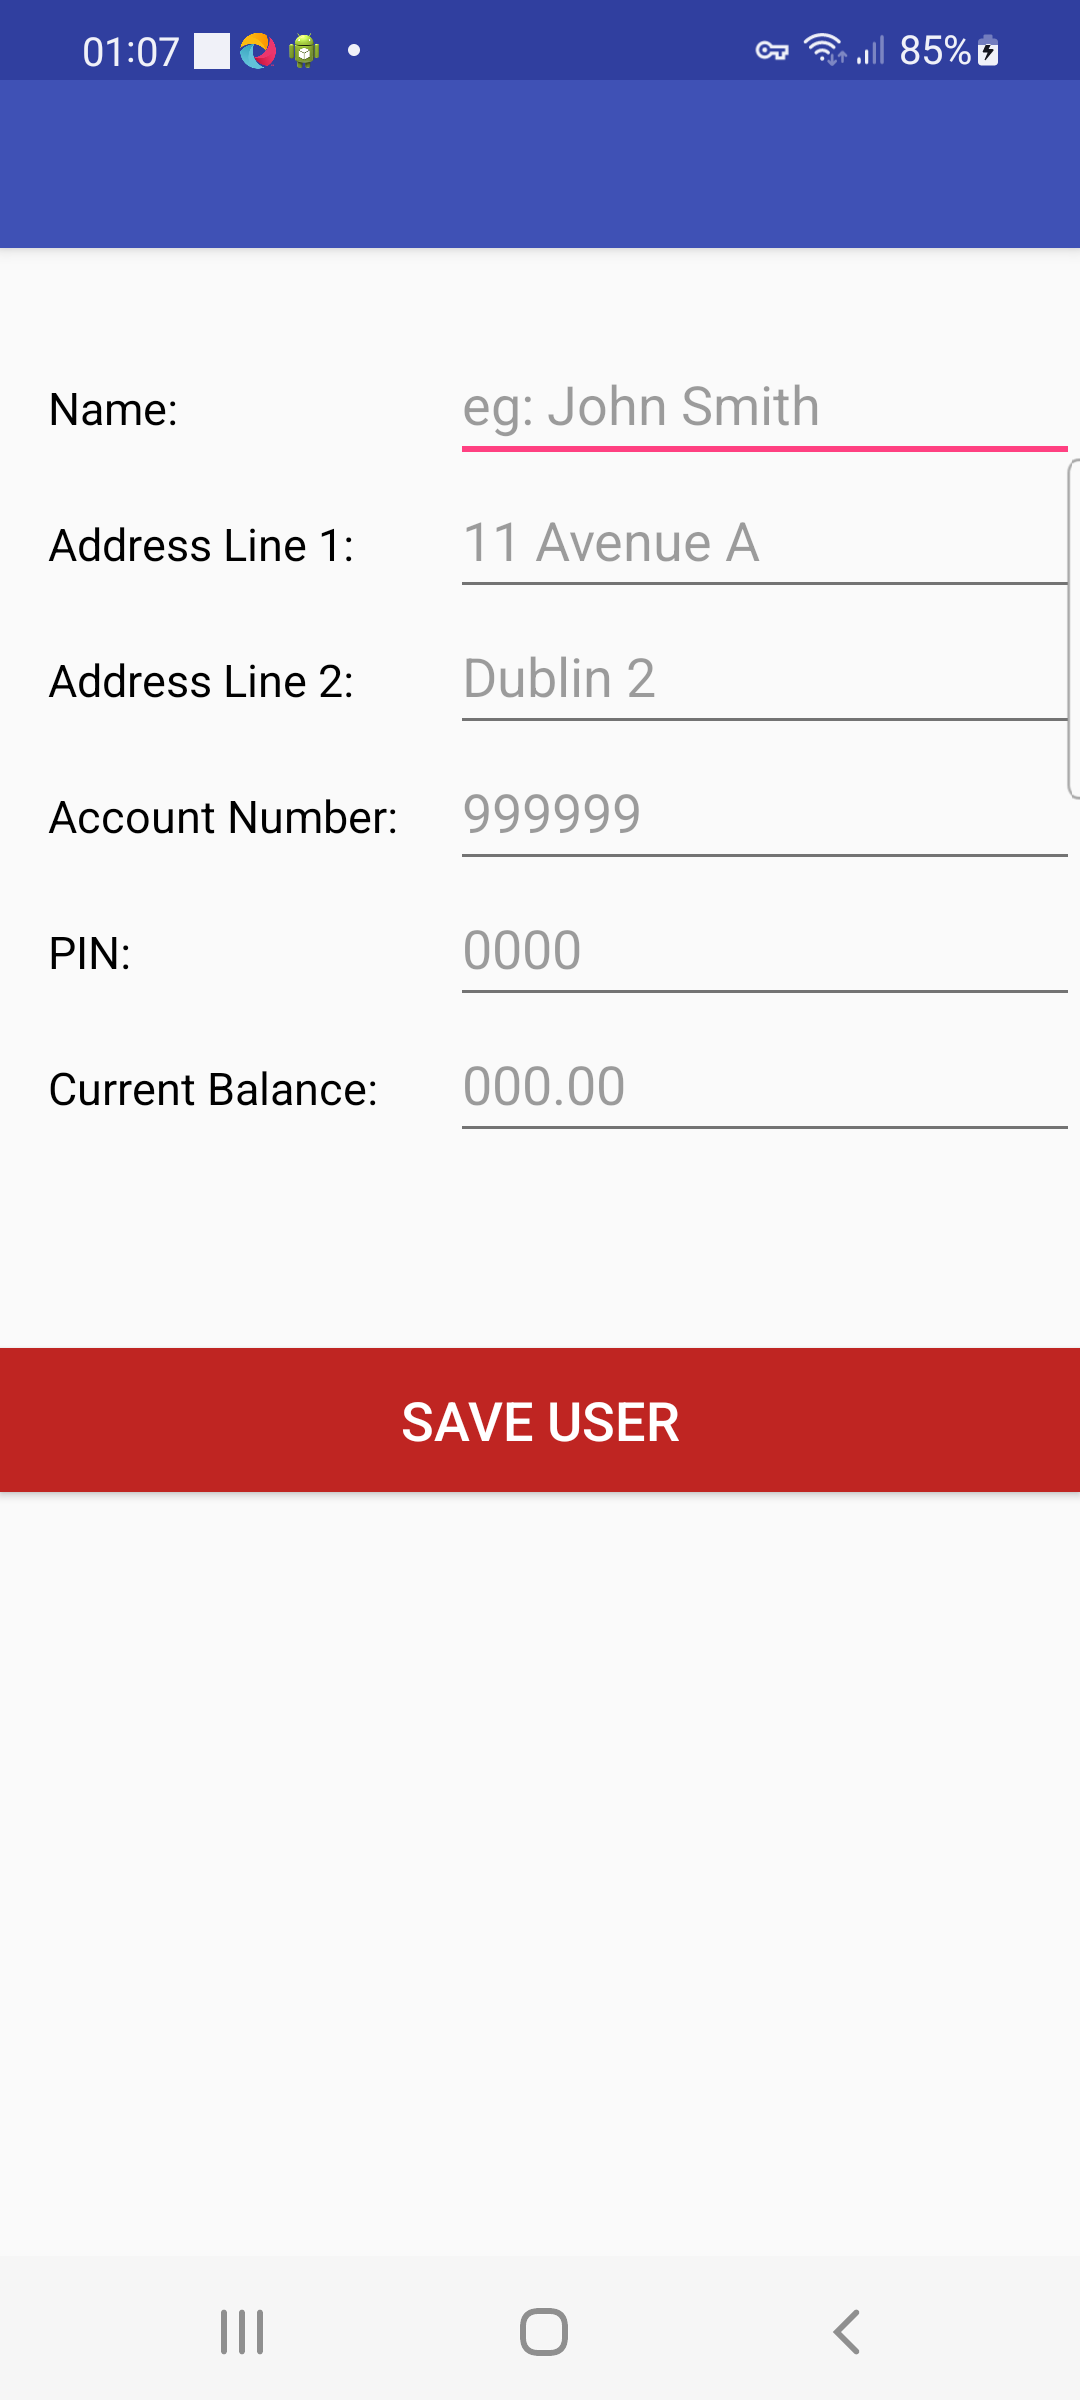 01:07 85%
Name: eg: John Smith
Address Line 1: 11 Avenue A
Address Line 2: Dublin 2
Account Number: 999999
PIN: 0000
Current Balance: 000.00
SAVE USER